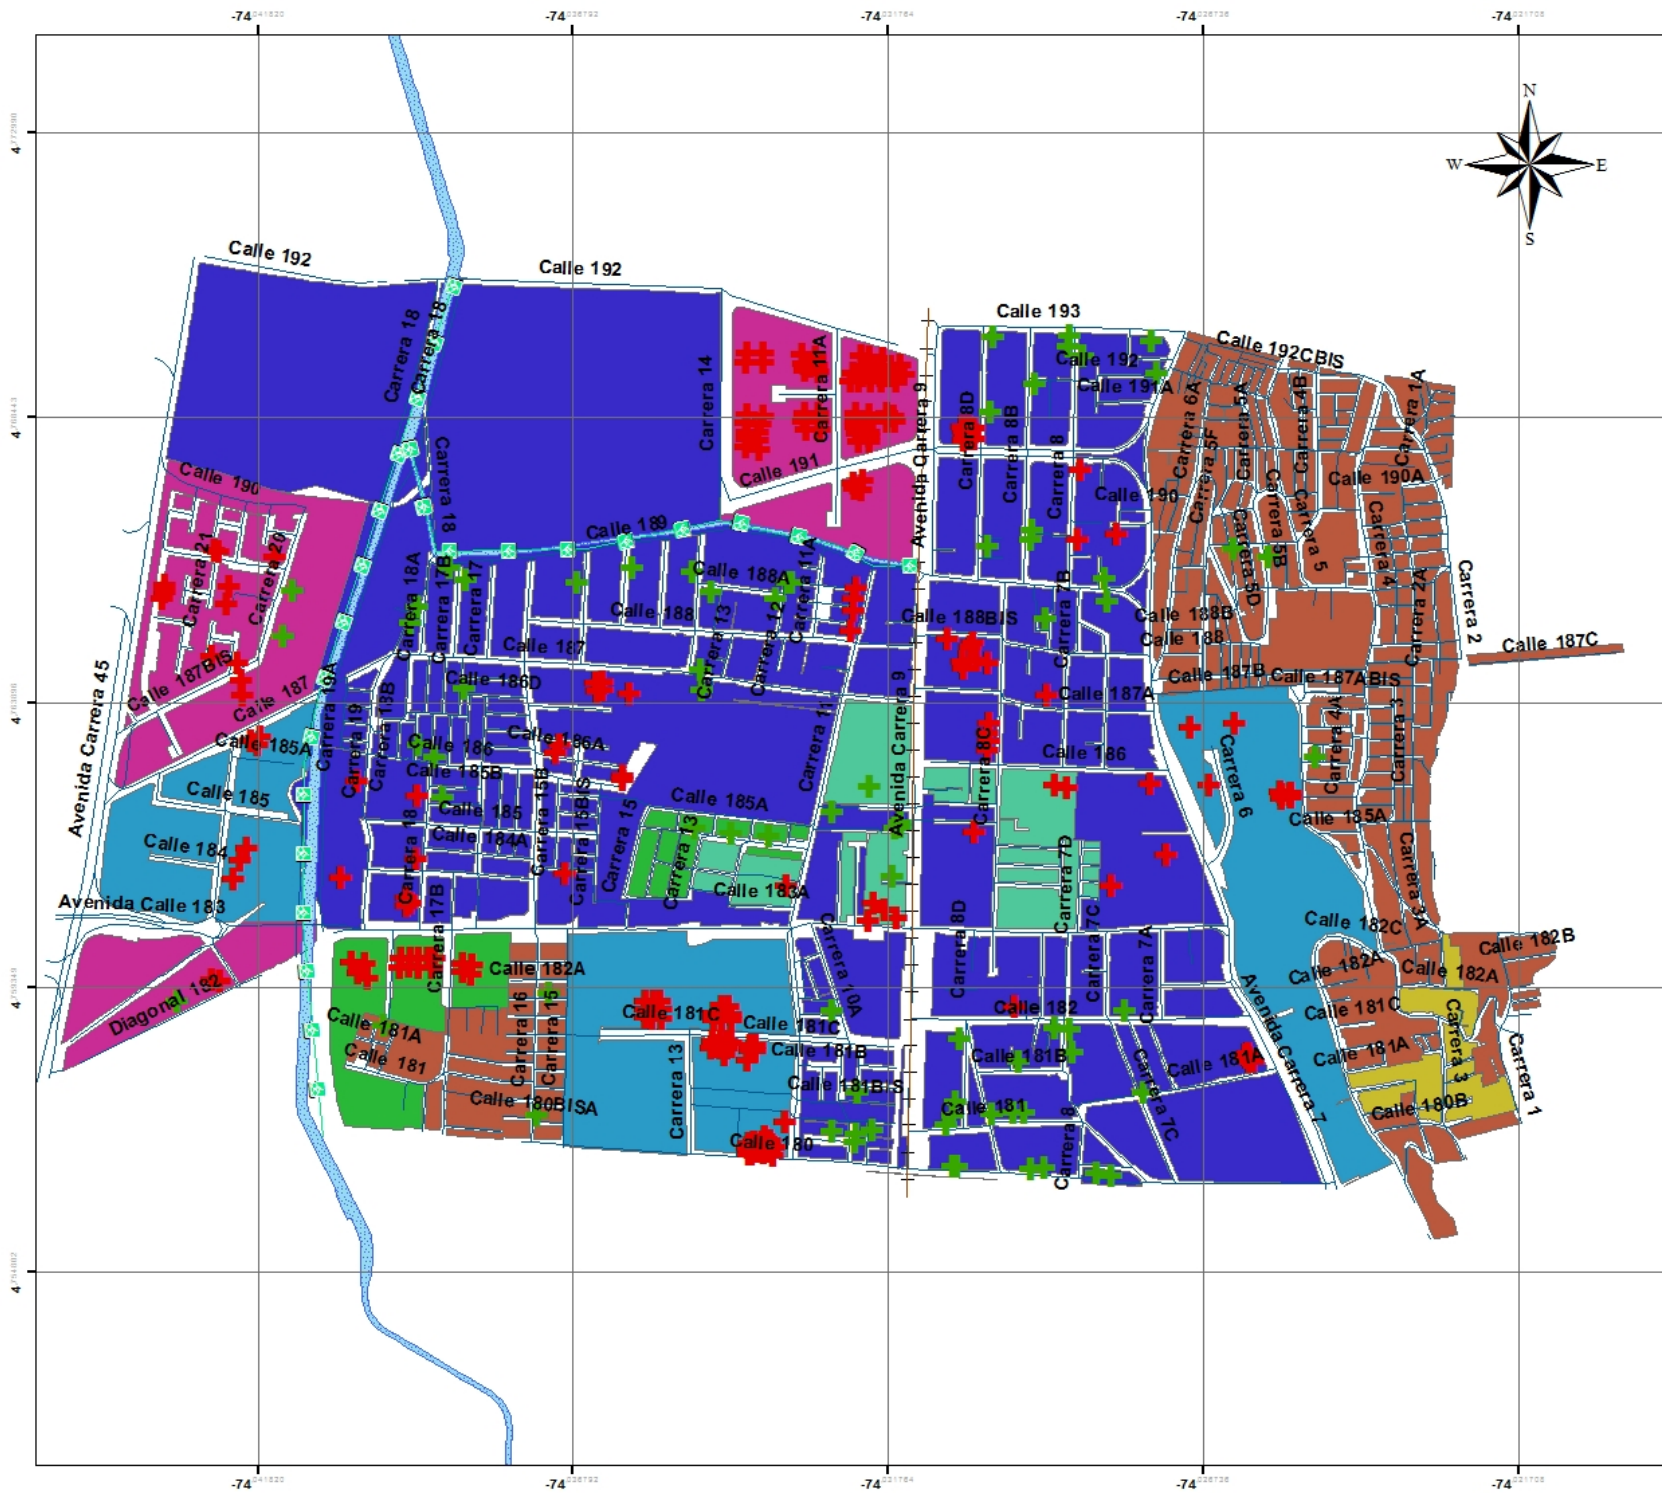 -74
-74
-74
-74
-74
N
W E
S
Calle 192
Calle 192
Calle 193
Calle 192CBIS
Calle 192
Calle 191A
Carrera 18
Carrera 18
Carrera 14
Carrera 11A
Avenida Carrera 9
Carrera 8D
Carrera 8B
Carrera 8
Carrera 6A
Carrera 5F
Carrera 5A
Carrera 4B
Carrera 1A
Calle 191
Calle 190
Calle 190
Calle 190A
Carrera 18
Calle 189
Carrera 5D
Carrera 5B
Carrera 5
Carrera 4
Carrera 2A
Carrera 2
Carrera 21
Carrera 20
Carrera 18A
Carrera 17B
Carrera 17
Calle 188A
Calle 188
Carrera 13
Carrera 12
Carrera 11A
Calle 188BIS
Carrera 7B
Calle 188B
Calle 188
Calle 187C
Calle 187
Calle 187BIS
Calle 187
Calle 186D
Calle 187A
Calle 187B
Calle 187ABIS
Avenida Carrera 45
Carrera 19A
Carrera 19
Carrera 18B
Calle 185A
Calle 186
Calle 186A
Calle 185B
Carrera 11
Avenida Carrera 9
Carrera 8C
Calle 186
Carrera 6
Carrera 4A
Carrera 3
Calle 185
Calle 185
Calle 184A
Carrera 15B
Carrera 15BIS
Carrera 15
Calle 185A
Calle 185A
Calle 184
Carrera 18
Carrera 13
Calle 183A
Carrera 7D
Carrera 3A
Avenida Calle 183
Carrera 17B
Carrera 10A
Carrera 8D
Carrera 7C
Carrera 7A
Calle 182C
Calle 182B
Calle 182A
Calle 182A
Calle 182A
Diagonal 182
Carrera 16
Carrera 15
Calle 181C
Calle 181C
Calle 182
Avenida Carrera 7
Calle 181C
Carrera 3
Carrera 1
Calle 181A
Calle 181
Calle 181B
Calle 181B
Calle 181A
Calle 181A
Carrera 13
Calle 181BIS
Calle 180BISA
Calle 181
Carrera 7C
Calle 180B
Calle 180
Carrera 8
-74
-74
-74
-74
-74